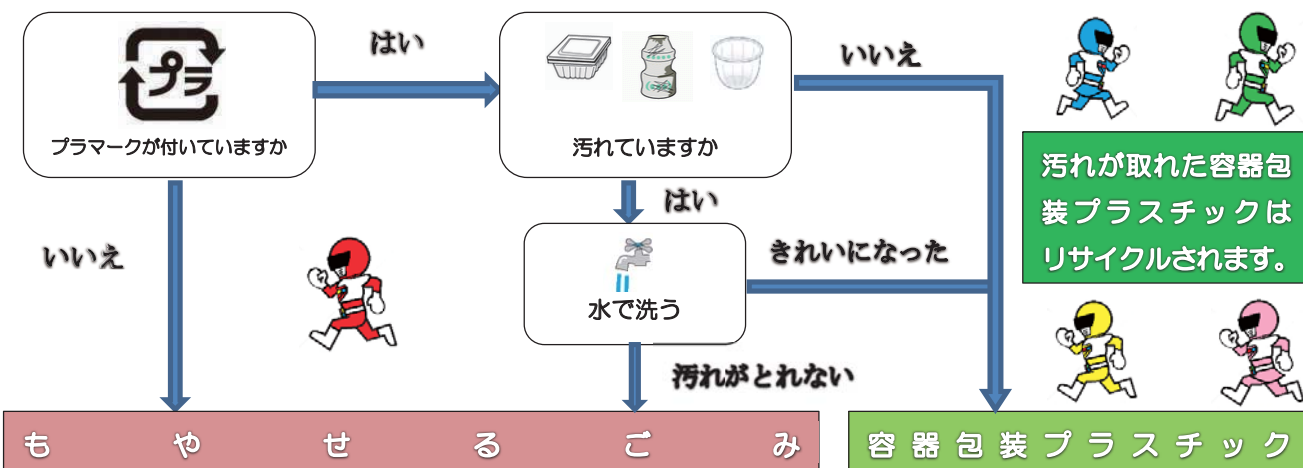 プラ
プラマークが付いていますか
はい
汚れていますか
いいえ
はい
いいえ
水で洗う
きれいになった
汚れがとれない
汚れが取れた容器包
装プラスチックは
リサイクルされます。
もやせるごみ
容器包装プラスチック